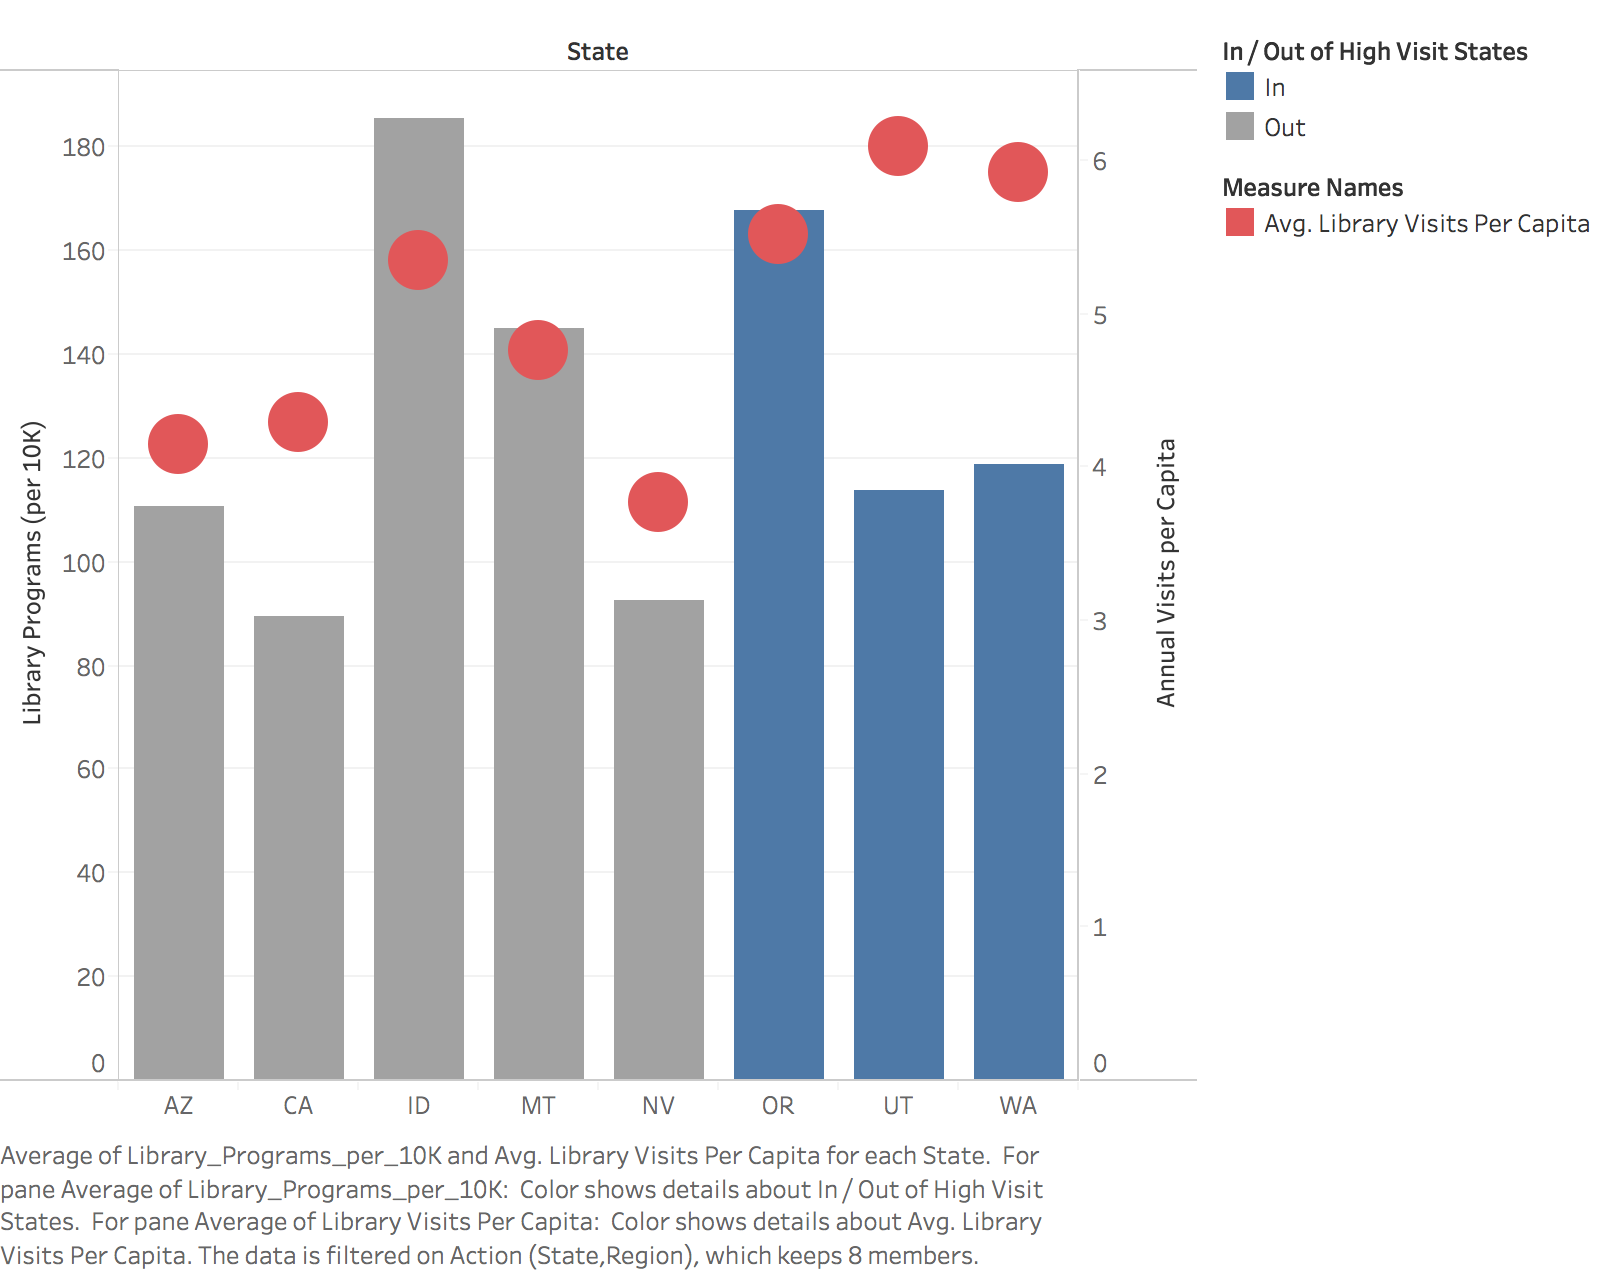 State
In / Out of High Visit States
In
Out
Measure Names
Avg. Library Visits Per Capita
Library Programs (per 10K)
180
160
140
120
100
80
60
40
20
0
6
5
4
3
2
1
0
Annual Visits per Capita
AZ CA ID MT NV OR UT WA
Average of Library_Programs_per_10K and Avg. Library Visits Per Capita for each State.  For
pane Average of Library_Programs_per_10K:  Color shows details about In / Out of High Visit
States.  For pane Average of Library Visits Per Capita:  Color shows details about Avg. Library
Visits Per Capita. The data is filtered on Action (State,Region), which keeps 8 members.